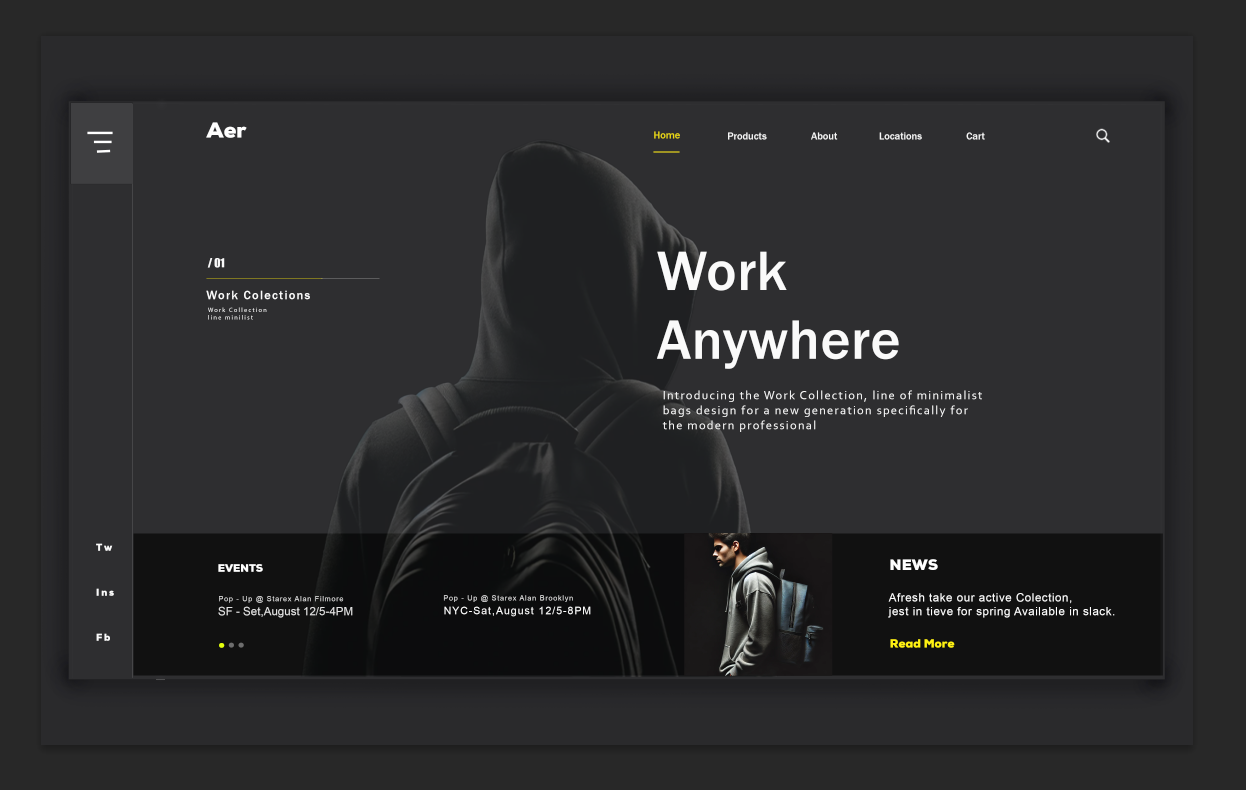 Aer
Home Products About Locations Cart
/ 01
Work Colections
Work Collection
line minilist
Work
Anywhere
Introducing the Work Collection, line of minimalist
bags design for a new generation specifically for
the modern professional
Tw
Ins
Fb
EVENTS
Pop - Up @ Starex Alan Filmore
SF - Set,August 12/5-4PM
Pop - Up @ Starex Alan Brooklyn
NYC-Sat,August 12/5-8PM
NEWS
Afresh take our active Colection,
jest in tieve for spring Available in slack.
Read More